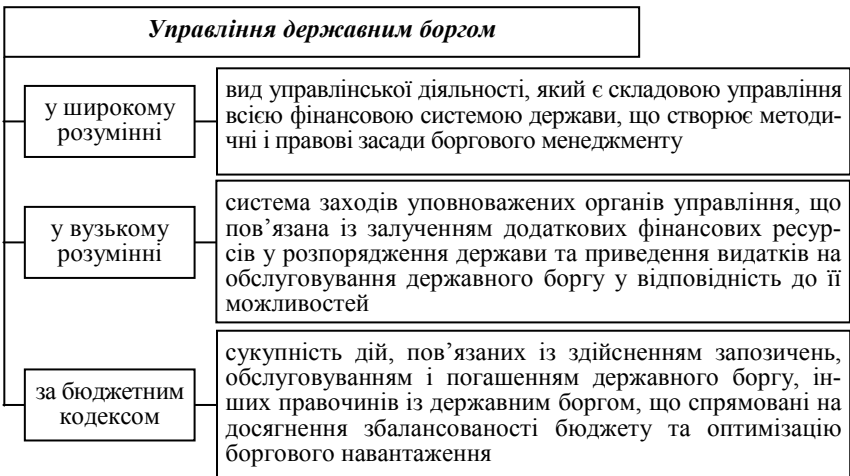 Управління державним боргом
у широкому
розумінні
вид управлінської діяльності, який є складовою управління
всією фінансовою системою держави, що створює методи-
чні і правові засади боргового менеджменту
у вузькому
розумінні
система заходів уповноважених органів управління, що
пов’язана із залученням додаткових фінансових ресур-
сів у розпорядження держави та приведення видатків на
обслуговування державного боргу у відповідність до її
можливостей
за бюджетним
кодексом
сукупність дій, пов’язаних із здійсненням запозичень,
обслуговуванням і погашенням державного боргу, ін-
ших правочинів із державним боргом, що спрямовані на
досягнення збалансованості бюджету та оптимізацію
боргового навантаження